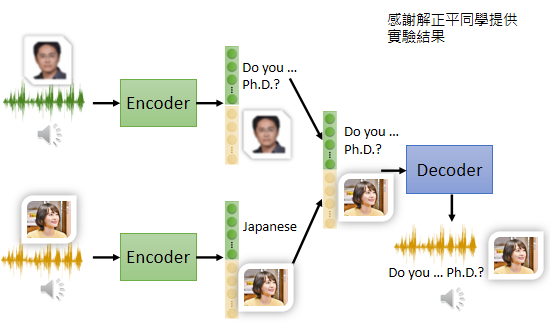 感謝解正平同學提供
實驗結果
Do you ...
Ph.D.?
Encoder
Do you ...
Ph.D.?
Decoder
Japanese
Encoder
Do you ... Ph.D.?